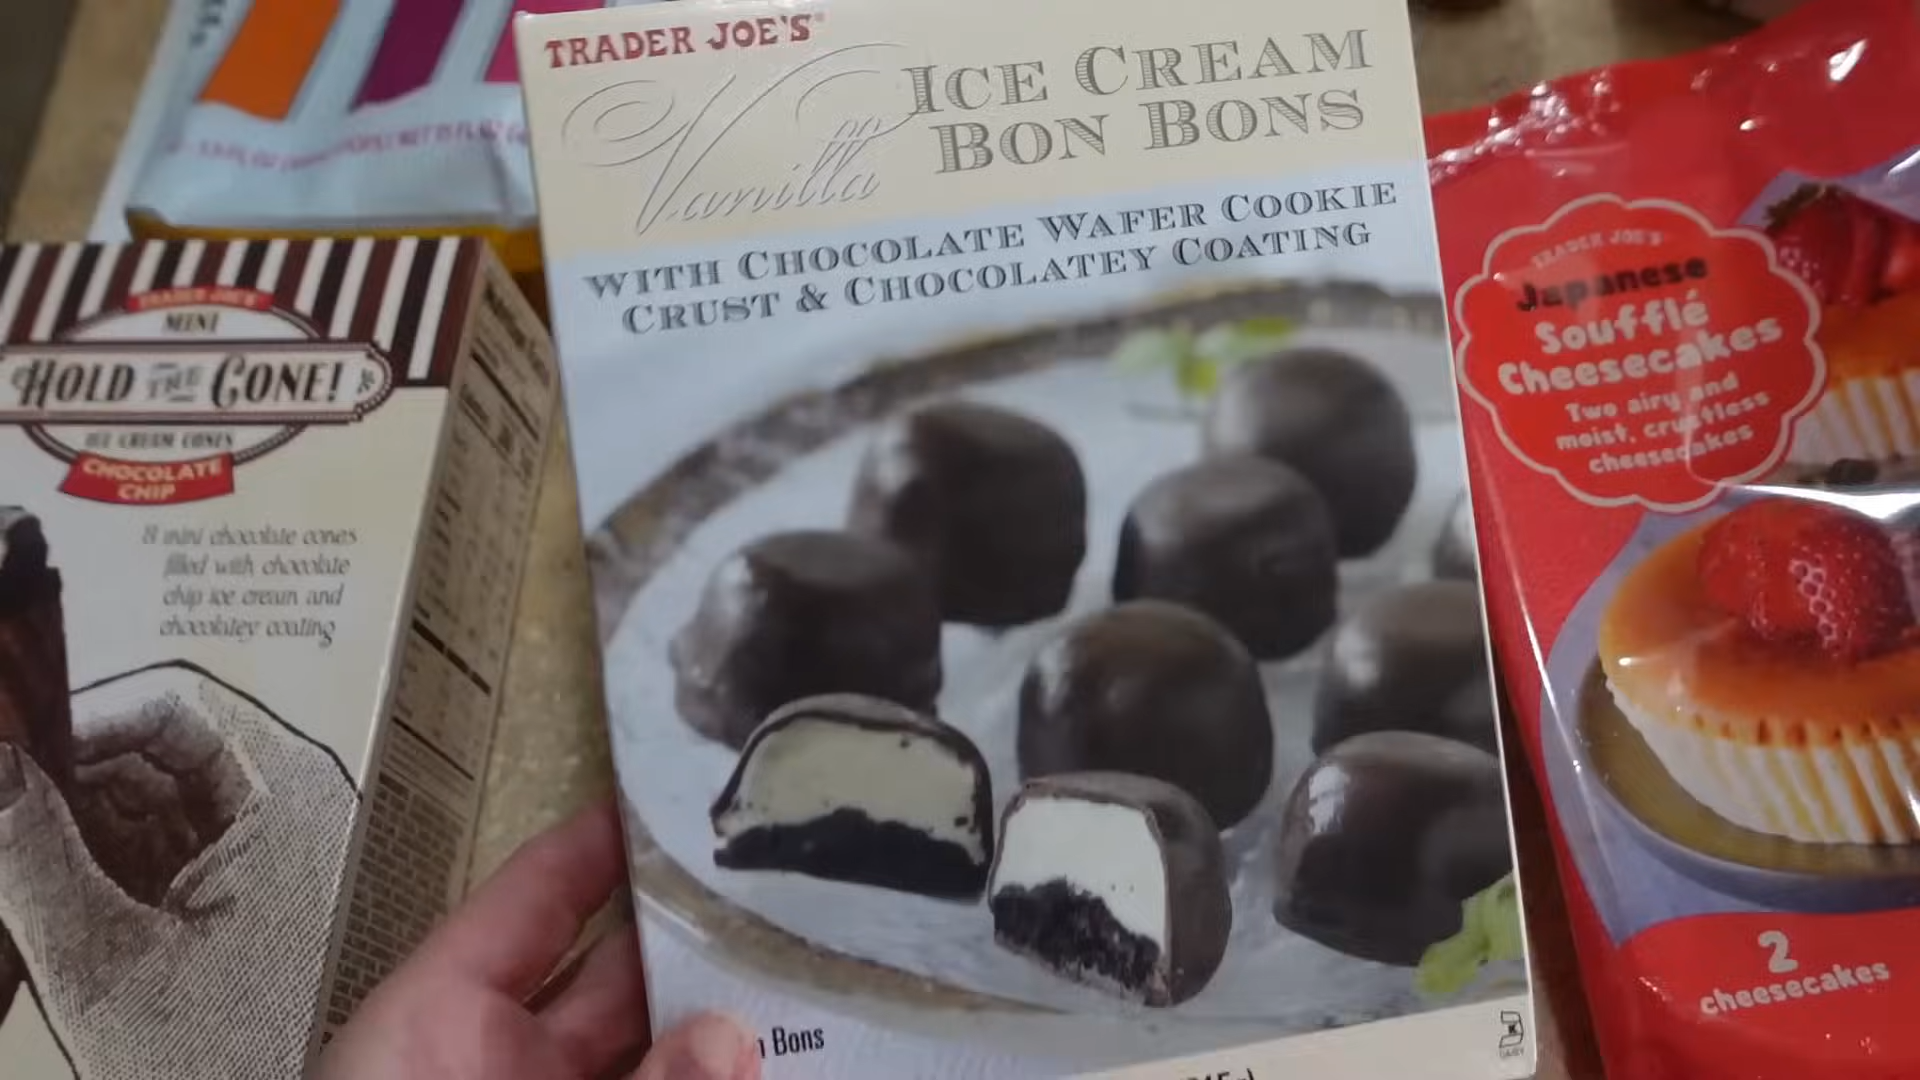 TRADER JOE'S
Vanilla
ICE CREAM
BON BONS
WITH CHOCOLATE WAFER COOKIE
CRUST & CHOCOLATEY COATING
Bons
TRADER JOE'S
MINI
HOLD THE CONE!
ICE CREAM CONES
CHOCOLATE
CHIP
8 mini chocolate cones
filled with chocolate
chip ice cream and
chocolatey coating
TRADER JOE'S
Japanese
Soufflé
Cheesecakes
Two airy and
moist, crustless
cheesecakes
2
cheesecakes